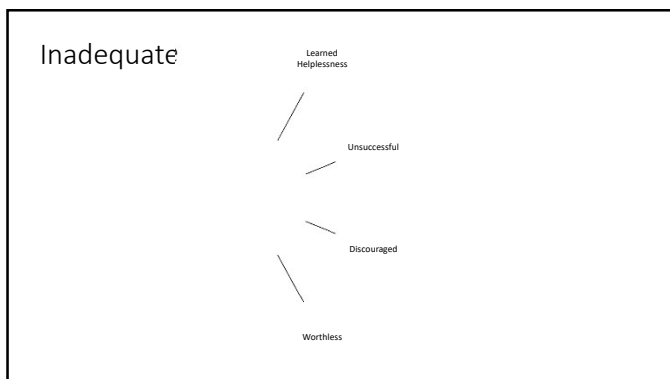 Inadequate
Learned
Helplessness
Unsuccessful
Discouraged
Worthless